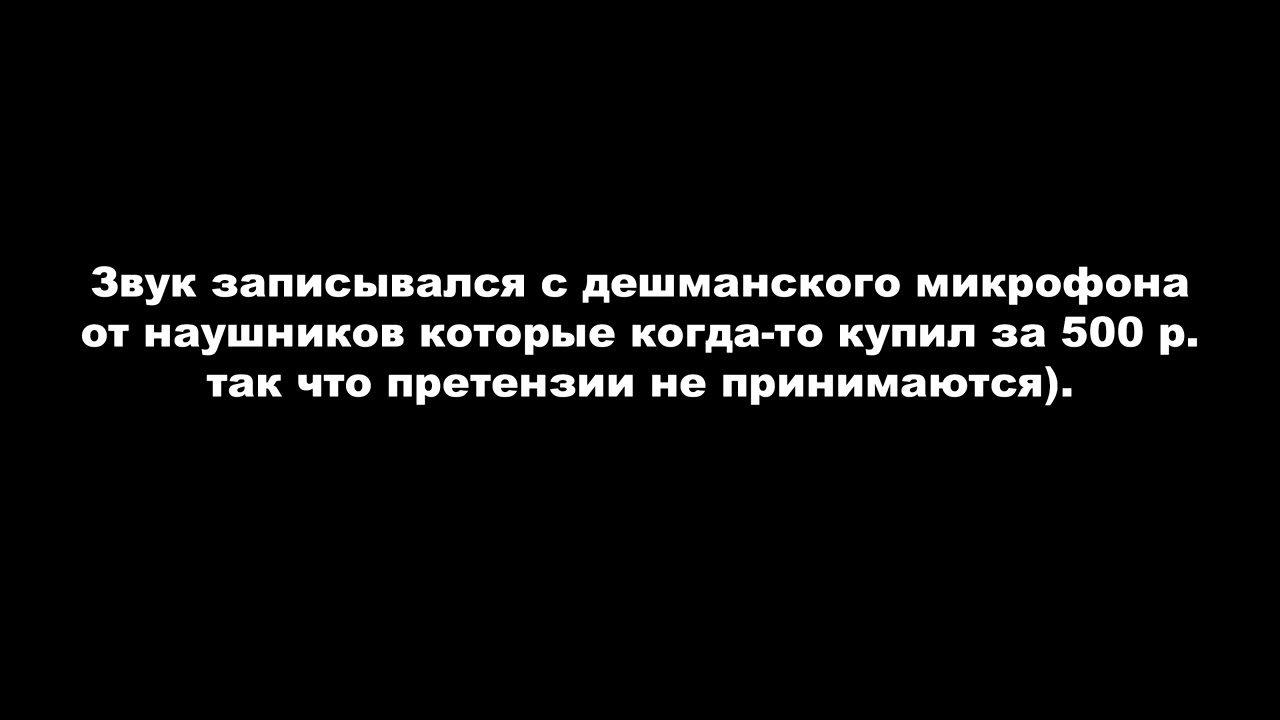 Звук записывался с дешманского микрофона
от наушников которые когда-то купил за 500 р.
так что претензии не принимаются).